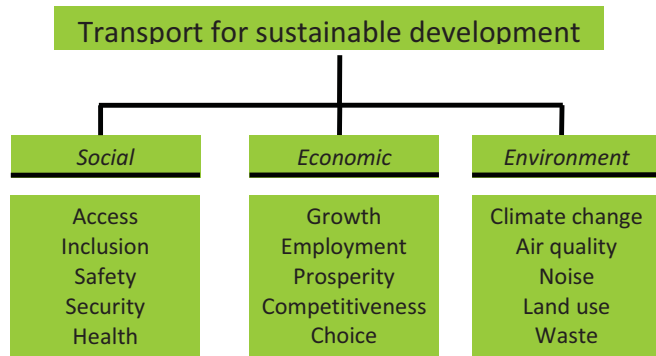 Transport for sustainable development
Social
Access
Inclusion
Safety
Security
Health
Economic
Growth
Employment
Prosperity
Competitiveness
Choice
Environment
Climate change
Air quality
Noise
Land use
Waste